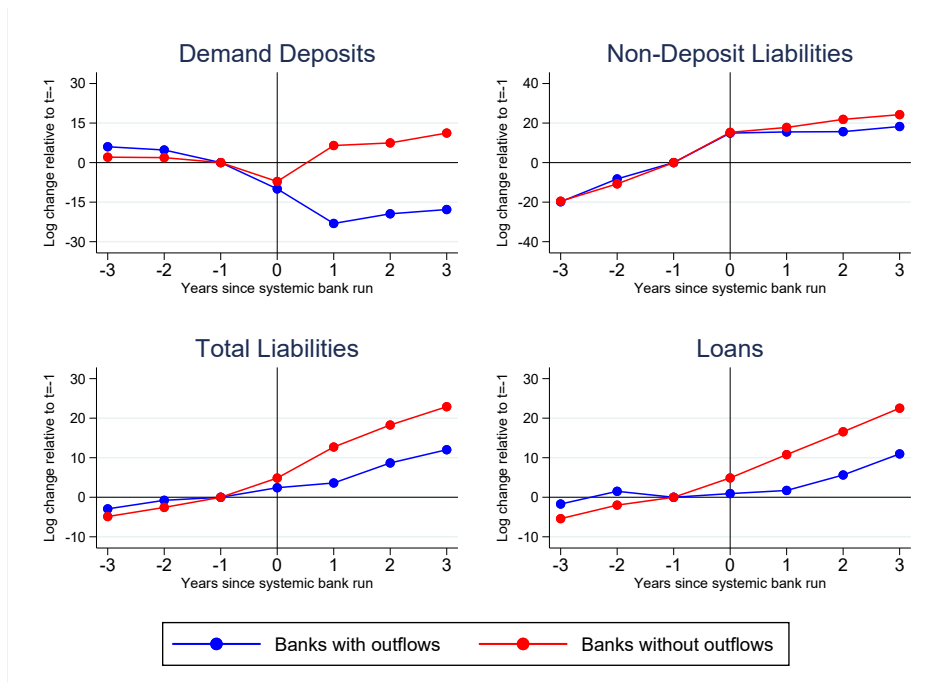 Demand Deposits
Log change relative to t=-1
30
15
0
-15
-30
-3 -2 -1 0 1 2 3
Years since systemic bank run
Non-Deposit Liabilities
Log change relative to t=-1
40
20
0
-20
-40
-3 -2 -1 0 1 2 3
Years since systemic bank run
Total Liabilities
Log change relative to t=-1
30
20
10
0
-10
-3 -2 -1 0 1 2 3
Years since systemic bank run
Loans
Log change relative to t=-1
30
20
10
0
-10
-3 -2 -1 0 1 2 3
Years since systemic bank run
Banks with outflows Banks without outflows